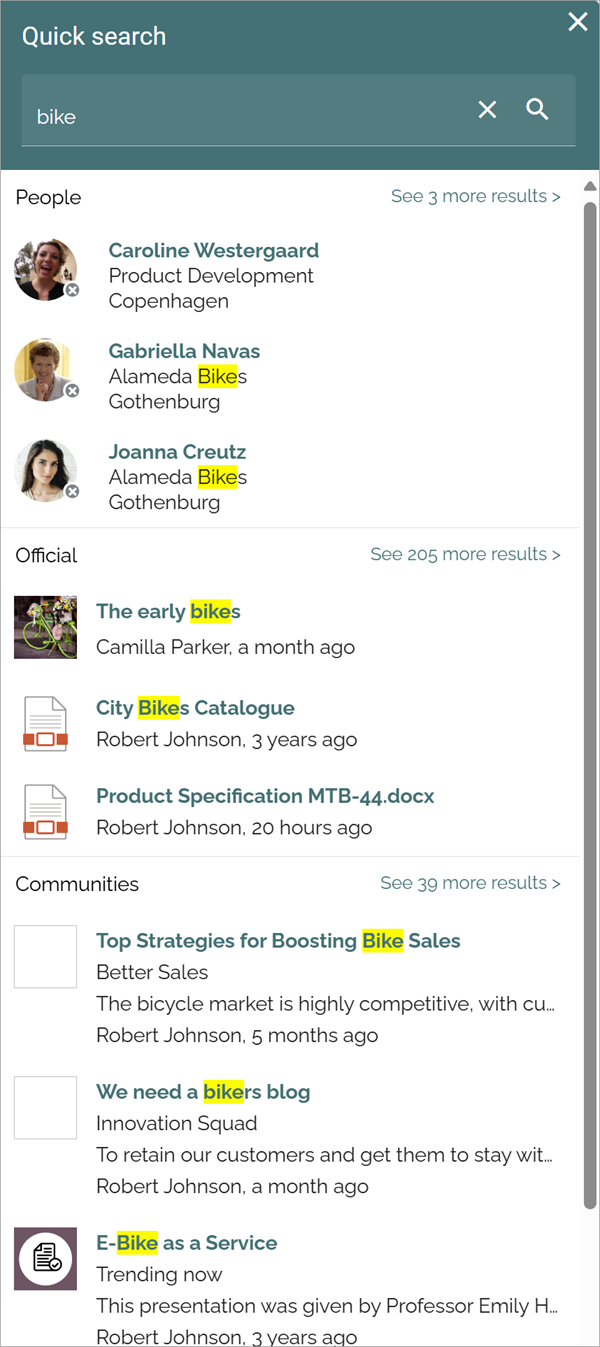 Quick search
bike
People
See 3 more results >
Caroline Westergaard
Product Development
Copenhagen
Gabriella Navas
Alameda Bikes
Gothenburg
Joanna Creutz
Alameda Bikes
Gothenburg
Official
See 205 more results >
The early bikes
Camilla Parker, a month ago
City Bikes Catalogue
Robert Johnson, 3 years ago
Product Specification MTB-44.docx
Robert Johnson, 20 hours ago
Communities
See 39 more results >
Top Strategies for Boosting Bike Sales
Better Sales
The bicycle market is highly competitive, with cu...
Robert Johnson, 5 months ago
We need a bikers blog
Innovation Squad
To retain our customers and get them to stay wit...
Robert Johnson, a month ago
E-Bike as a Service
Trending now
This presentation was given by Professor Emily H...
Robert Johnson, 3 years ago